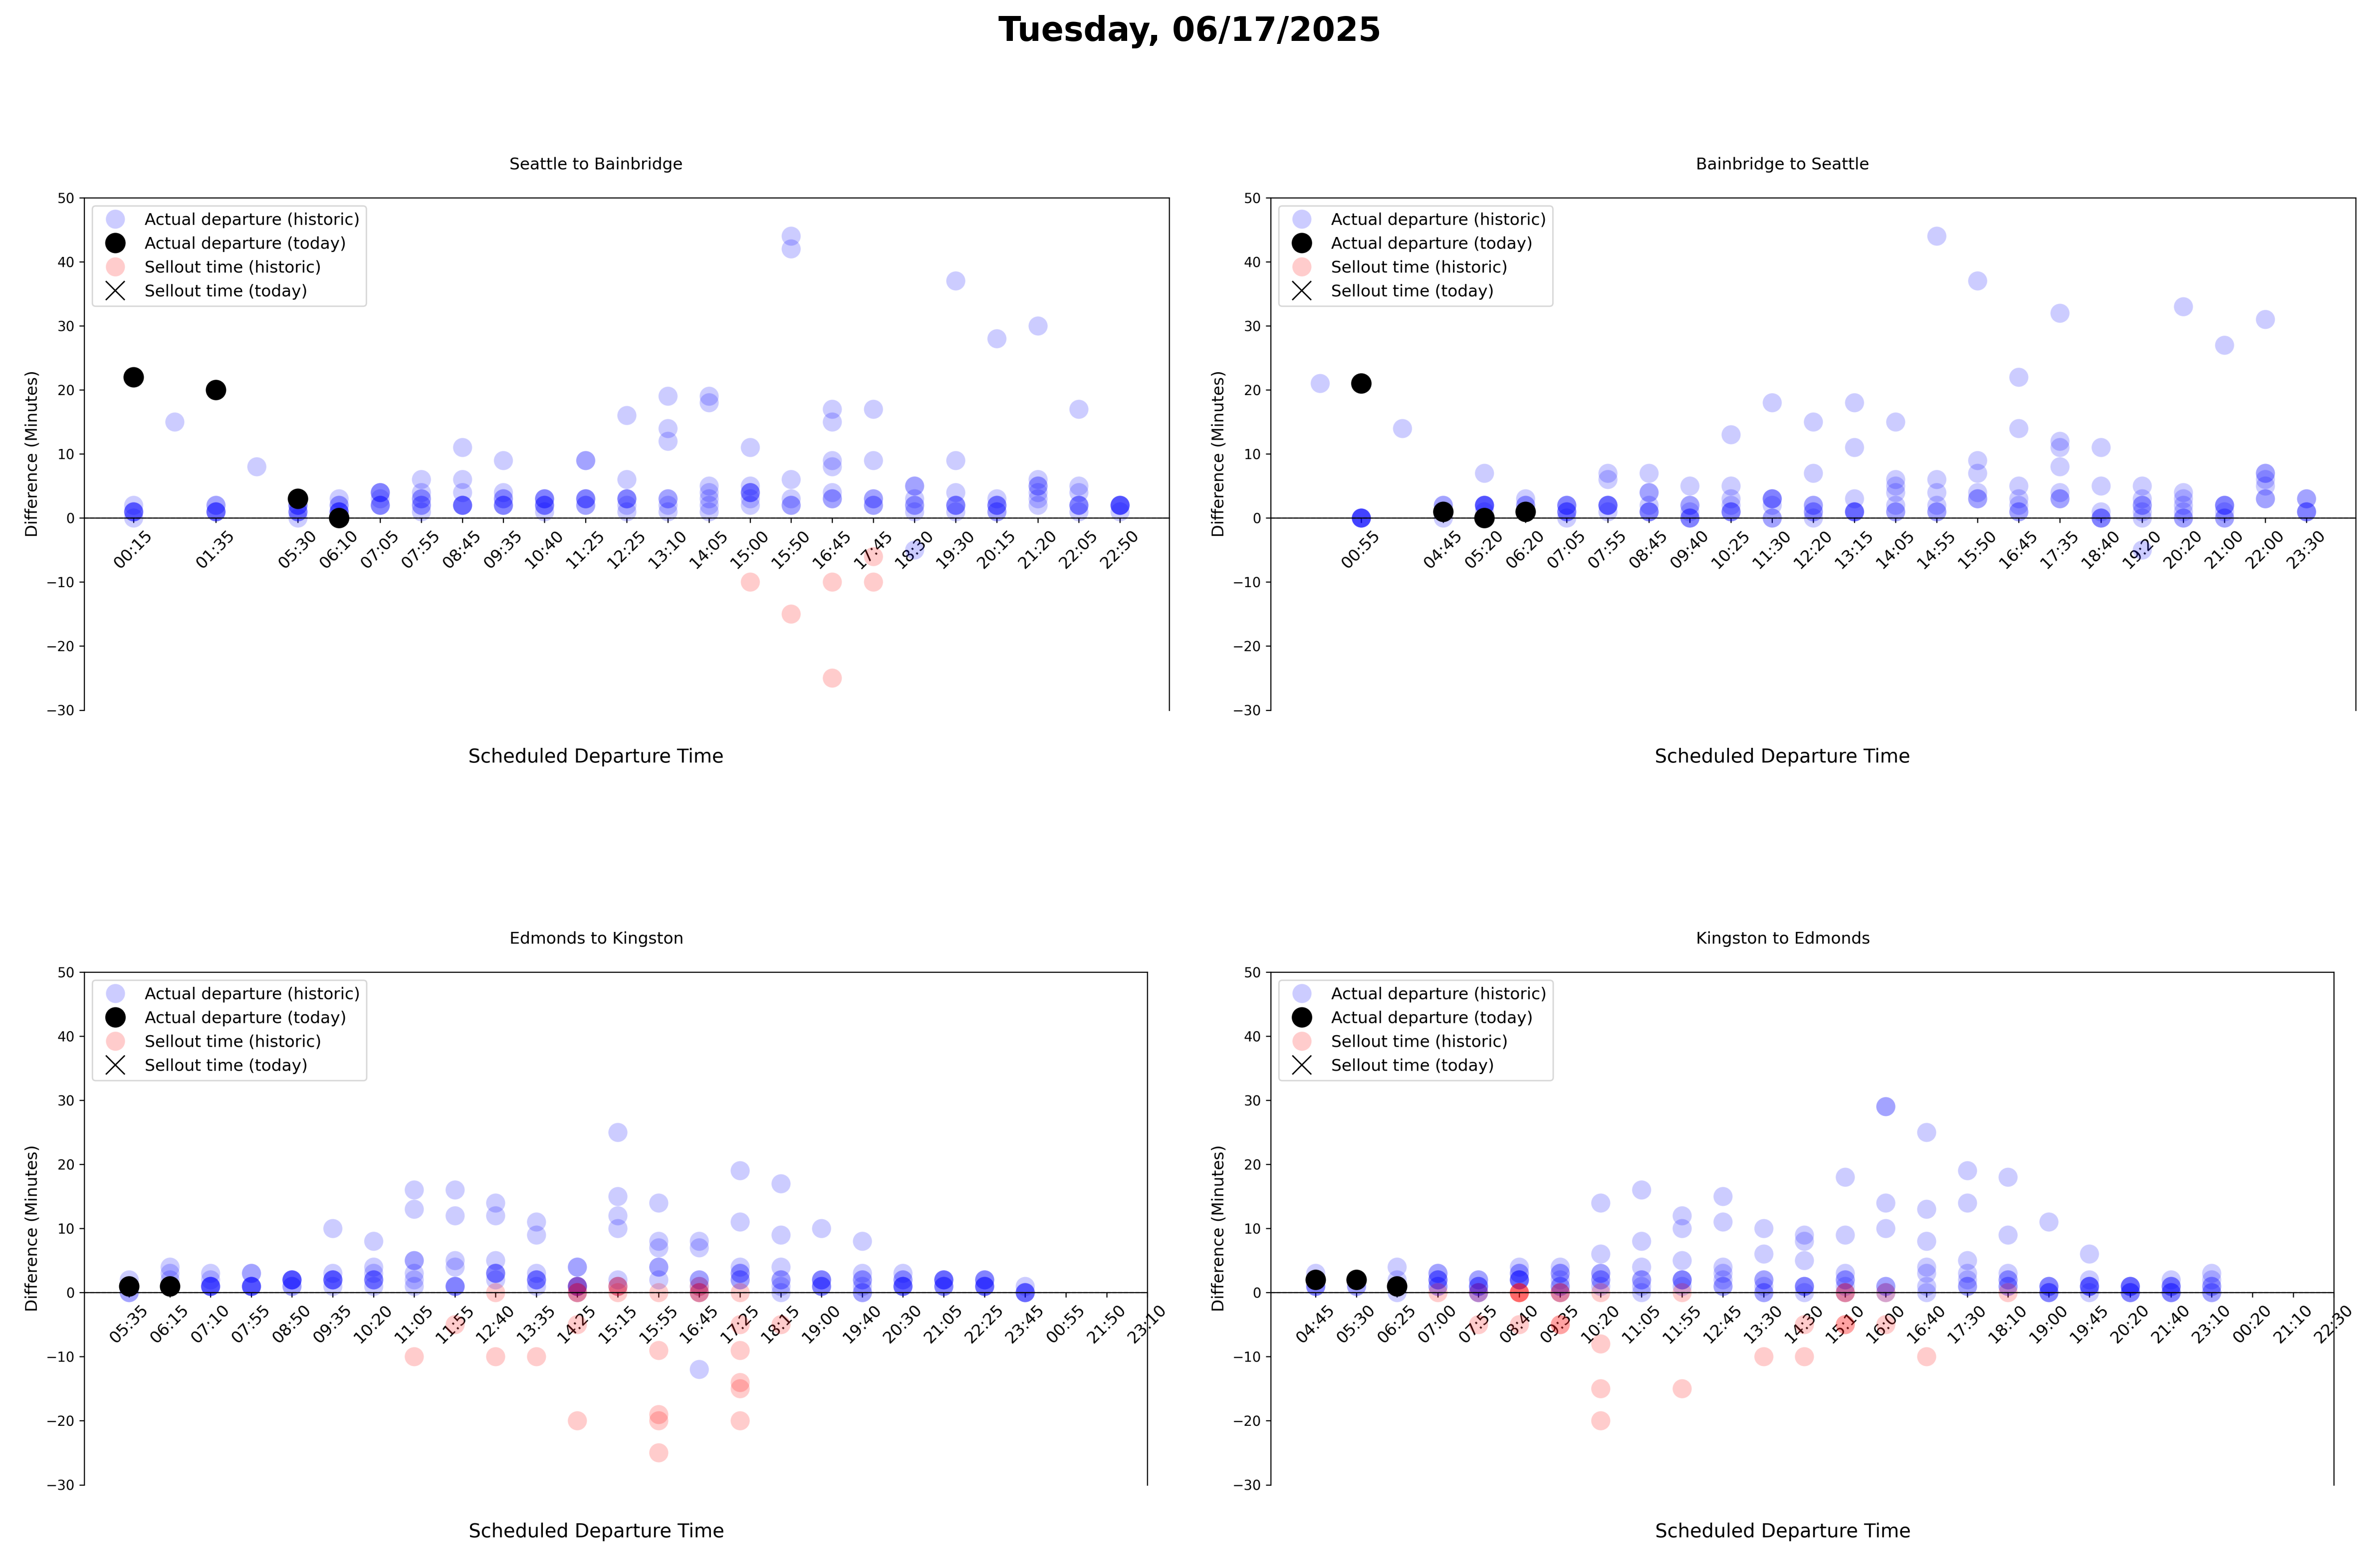 Tuesday, 06/17/2025
Seattle to Bainbridge
50
40
30
20
10
0
−10
−20
−30
Difference (Minutes)
Actual departure (historic)
Actual departure (today)
Sellout time (historic)
Sellout time (today)
00:15 01:35 05:30 06:10 07:05 07:55 08:45 09:35 10:40 11:25 12:25 13:10 14:05 15:00 15:50 16:45 17:45 18:30 19:30 20:15 21:20 22:05 22:50
Scheduled Departure Time
Bainbridge to Seattle
50
40
30
20
10
0
−10
−20
−30
Difference (Minutes)
Actual departure (historic)
Actual departure (today)
Sellout time (historic)
Sellout time (today)
00:55 04:45 05:20 06:20 07:05 07:55 08:45 09:40 10:25 11:30 12:20 13:15 14:05 14:55 15:50 16:45 17:35 18:40 19:20 20:20 21:00 22:00 23:30
Scheduled Departure Time
Edmonds to Kingston
50
40
30
20
10
0
−10
−20
−30
Difference (Minutes)
Actual departure (historic)
Actual departure (today)
Sellout time (historic)
Sellout time (today)
05:35 06:15 07:10 07:55 08:50 09:35 10:20 11:05 11:55 12:40 13:35 14:25 15:15 15:55 16:45 17:25 18:15 19:00 19:40 20:30 21:05 22:25 23:45 00:55 21:50 23:10
Scheduled Departure Time
Kingston to Edmonds
50
40
30
20
10
0
−10
−20
−30
Difference (Minutes)
Actual departure (historic)
Actual departure (today)
Sellout time (historic)
Sellout time (today)
04:45 05:30 06:25 07:00 07:55 08:40 09:35 10:20 11:05 11:55 12:45 13:30 14:30 15:10 16:00 16:40 17:30 18:10 19:00 19:45 20:20 21:40 23:10 00:20 21:10 22:30
Scheduled Departure Time